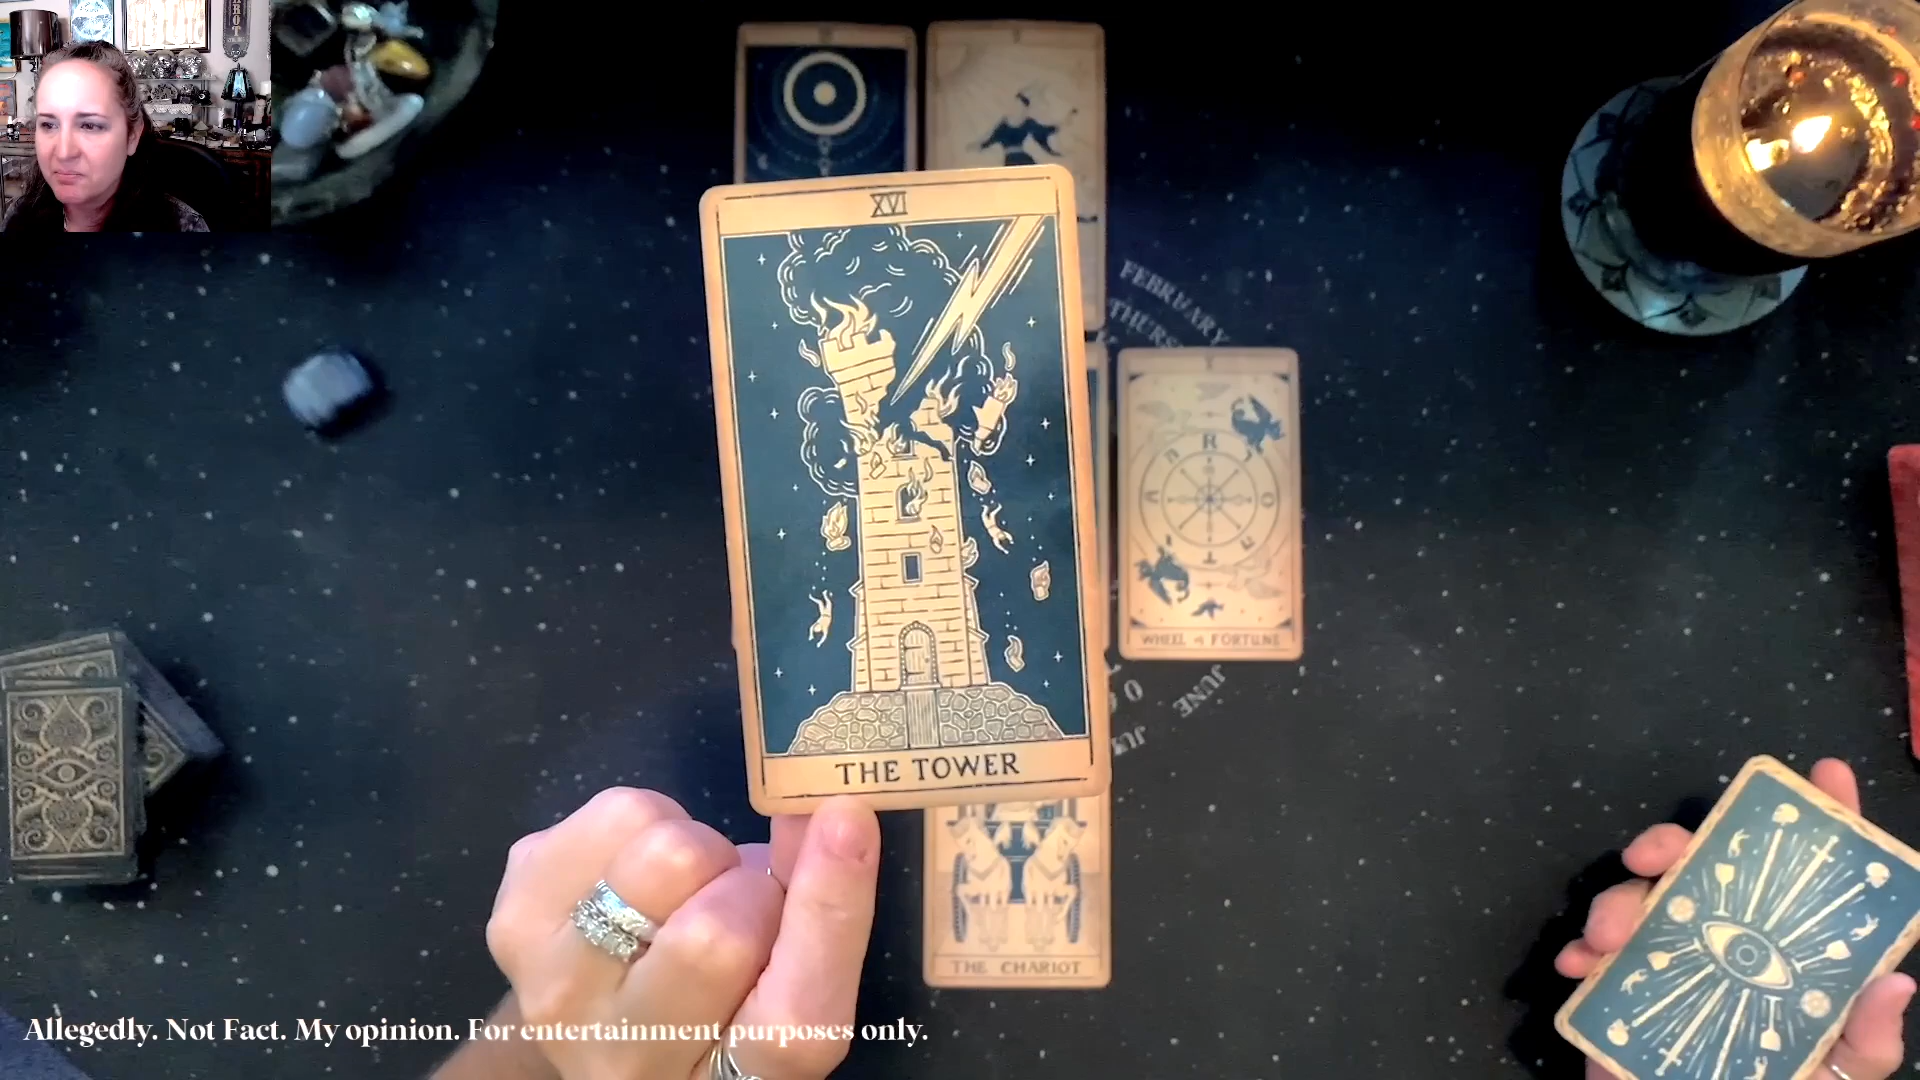 XVI
FEBRUARY
THE TOWER
R
O
T
WHEEL of FORTUNE
JUNE
THE CHARIOT
Allegedly. Not Fact. My opinion. For entertainment purposes only.